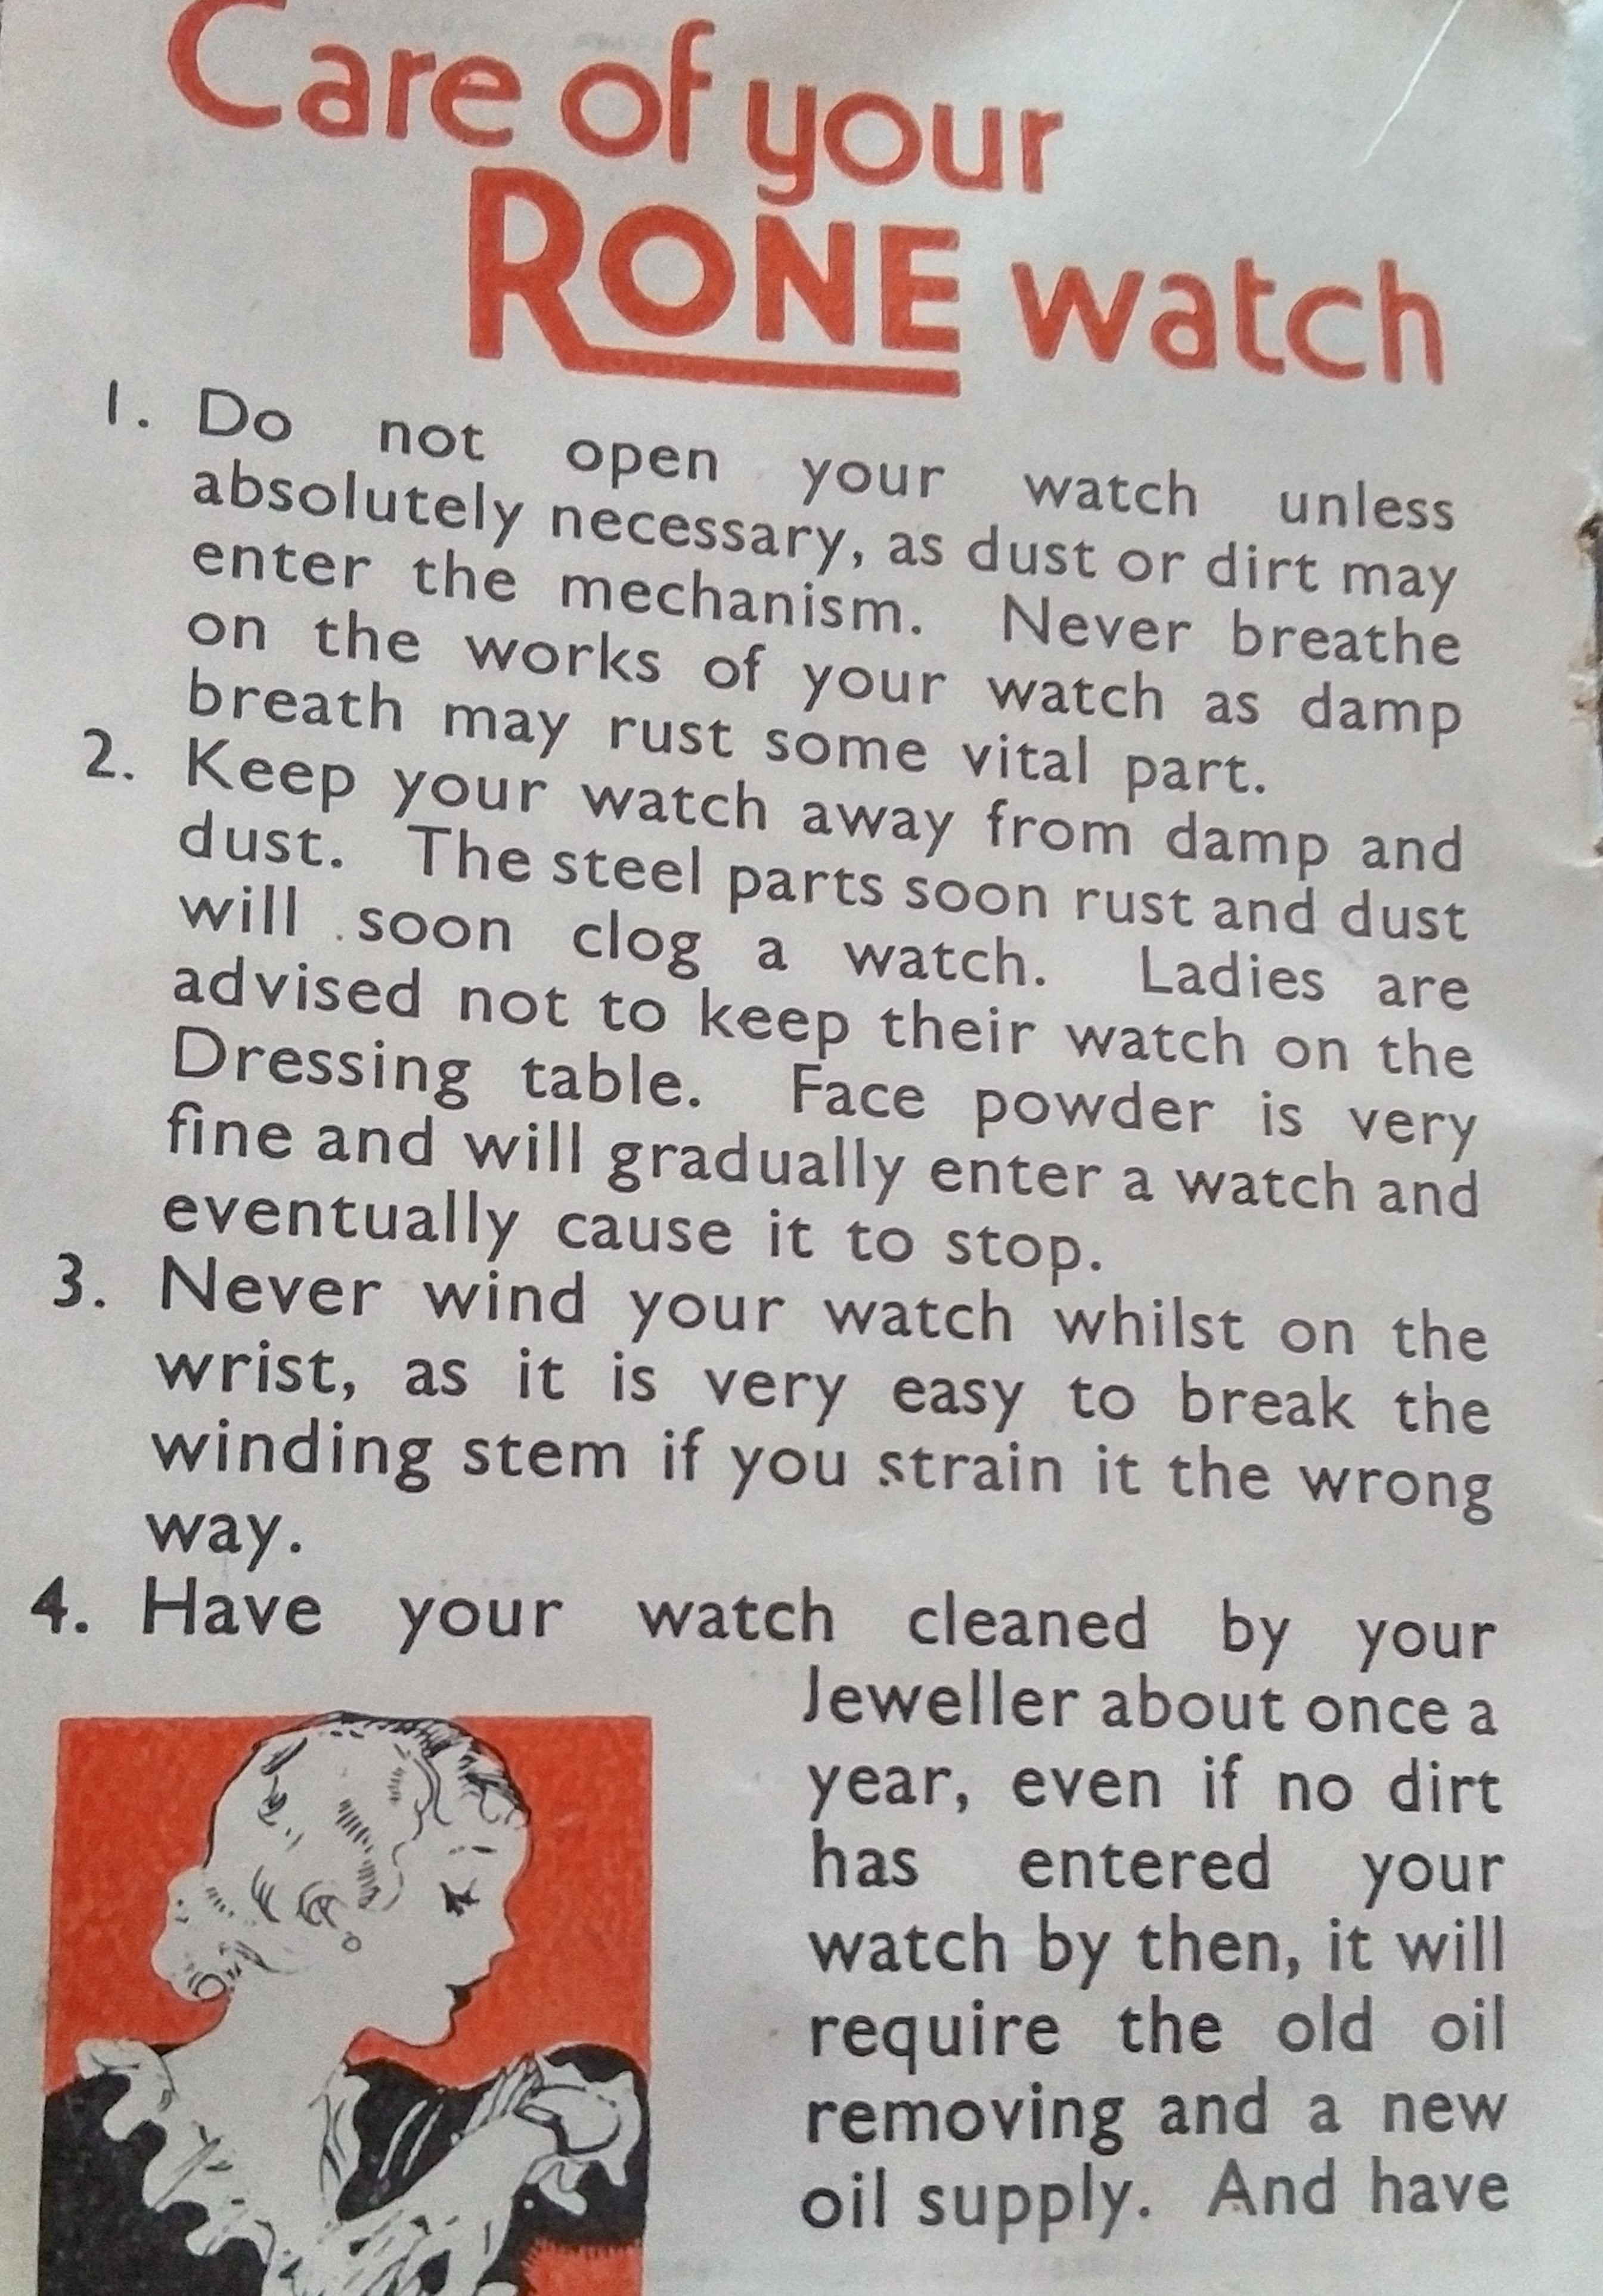 Care of your
RONE watch
1. Do not open your watch unless
absolutely necessary, as dust or dirt may
enter the mechanism. Never breathe
on the works of your watch as damp
breath may rust some vital part.
2. Keep your watch away from damp and
dust. The steel parts soon rust and dust
will soon clog a watch. Ladies are
advised not to keep their watch on the
Dressing table. Face powder is very
fine and will gradually enter a watch and
eventually cause it to stop.
3. Never wind your watch whilst on the
wrist, as it is very easy to break the
winding stem if you strain it the wrong
way.
4. Have your watch cleaned by your
Jeweller about once a
year, even if no dirt
has entered your
watch by then, it will
require the old oil
removing and a new
oil supply. And have